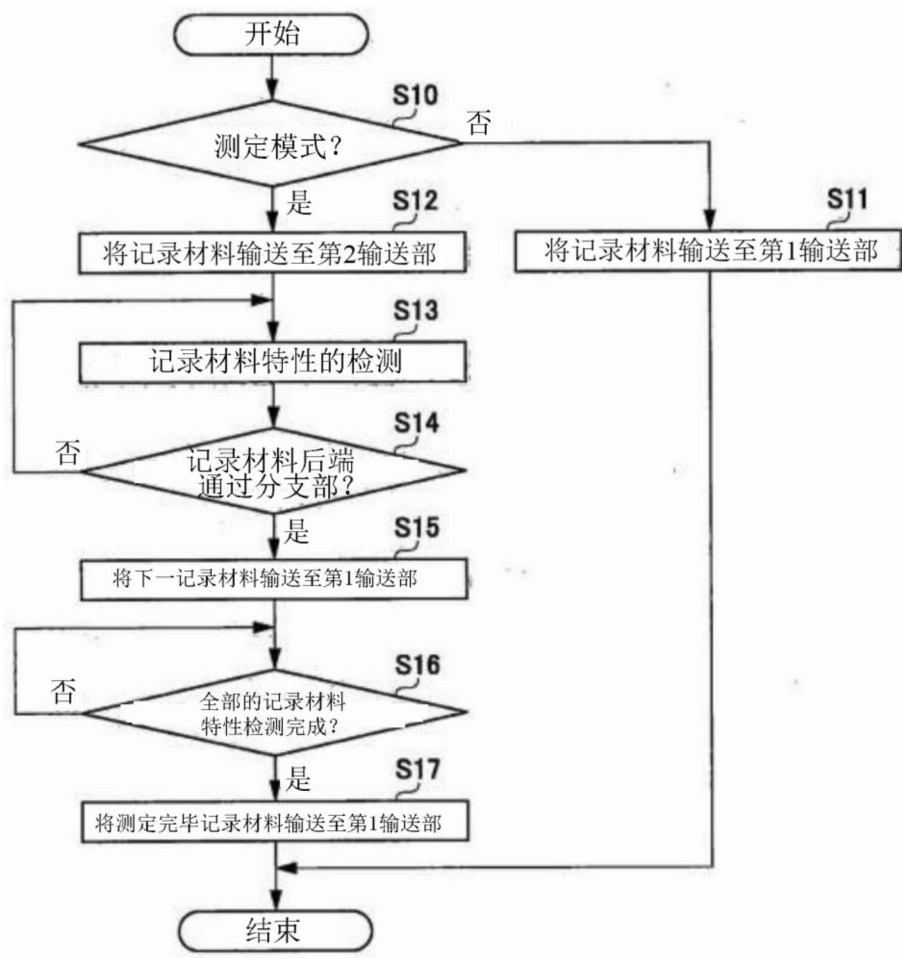 开始
S10
测定模式？
否
是
S12
将记录材料输送至第2输送部
S11
将记录材料输送至第1输送部
S13
记录材料特性的检测
S14
记录材料后端
通过分支部？
否
是
S15
将下一记录材料输送至第1输送部
S16
全部的记录材料
特性检测完成？
否
是
S17
将测定完毕记录材料输送至第1输送部
结束